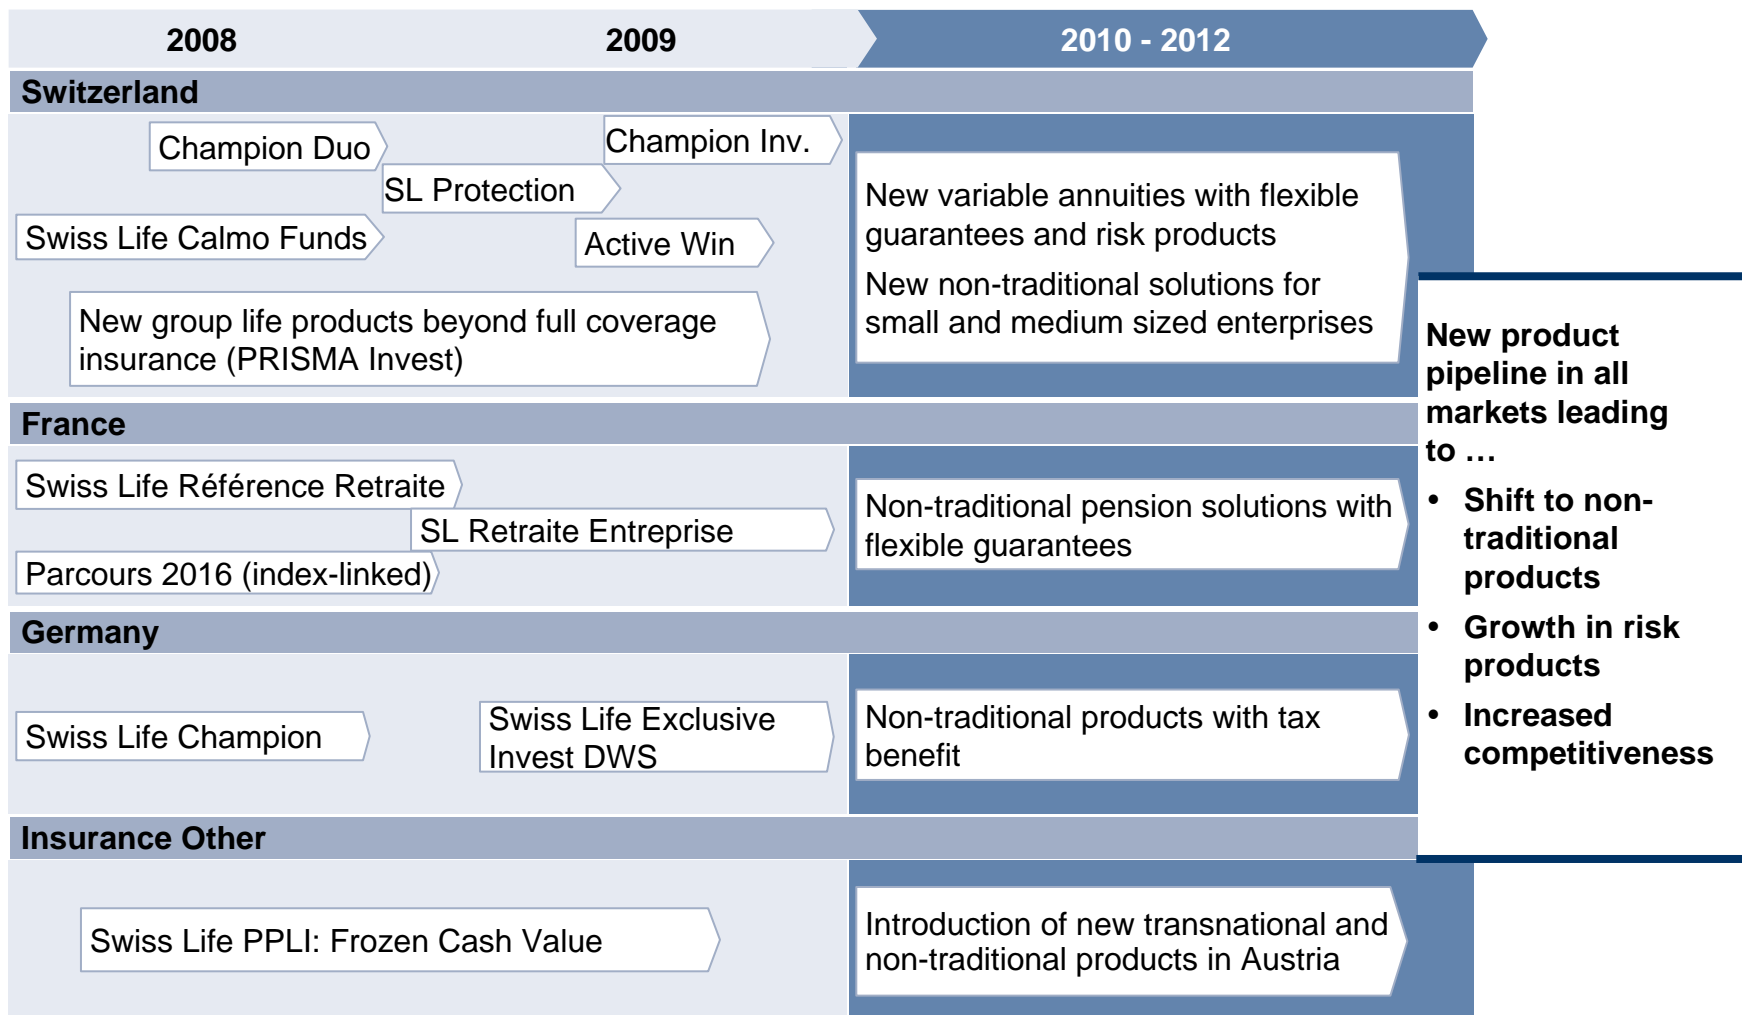 2008
2009
2010 - 2012
Switzerland
Champion Duo
Champion Inv.
SL Protection
Swiss Life Calmo Funds
Active Win
New group life products beyond full coverage
insurance (PRISMA Invest)
New variable annuities with flexible
guarantees and risk products
New non-traditional solutions for
small and medium sized enterprises
France
Swiss Life Référence Retraite
SL Retraite Entreprise
Parcours 2016 (index-linked)
Non-traditional pension solutions with
flexible guarantees
Germany
Swiss Life Champion
Swiss Life Exclusive
Invest DWS
Non-traditional products with tax
benefit
Insurance Other
Swiss Life PPLI: Frozen Cash Value
Introduction of new transnational and
non-traditional products in Austria
New product
pipeline in all
markets leading
to …
• Shift to non-
traditional
products
• Growth in risk
products
• Increased
competitiveness